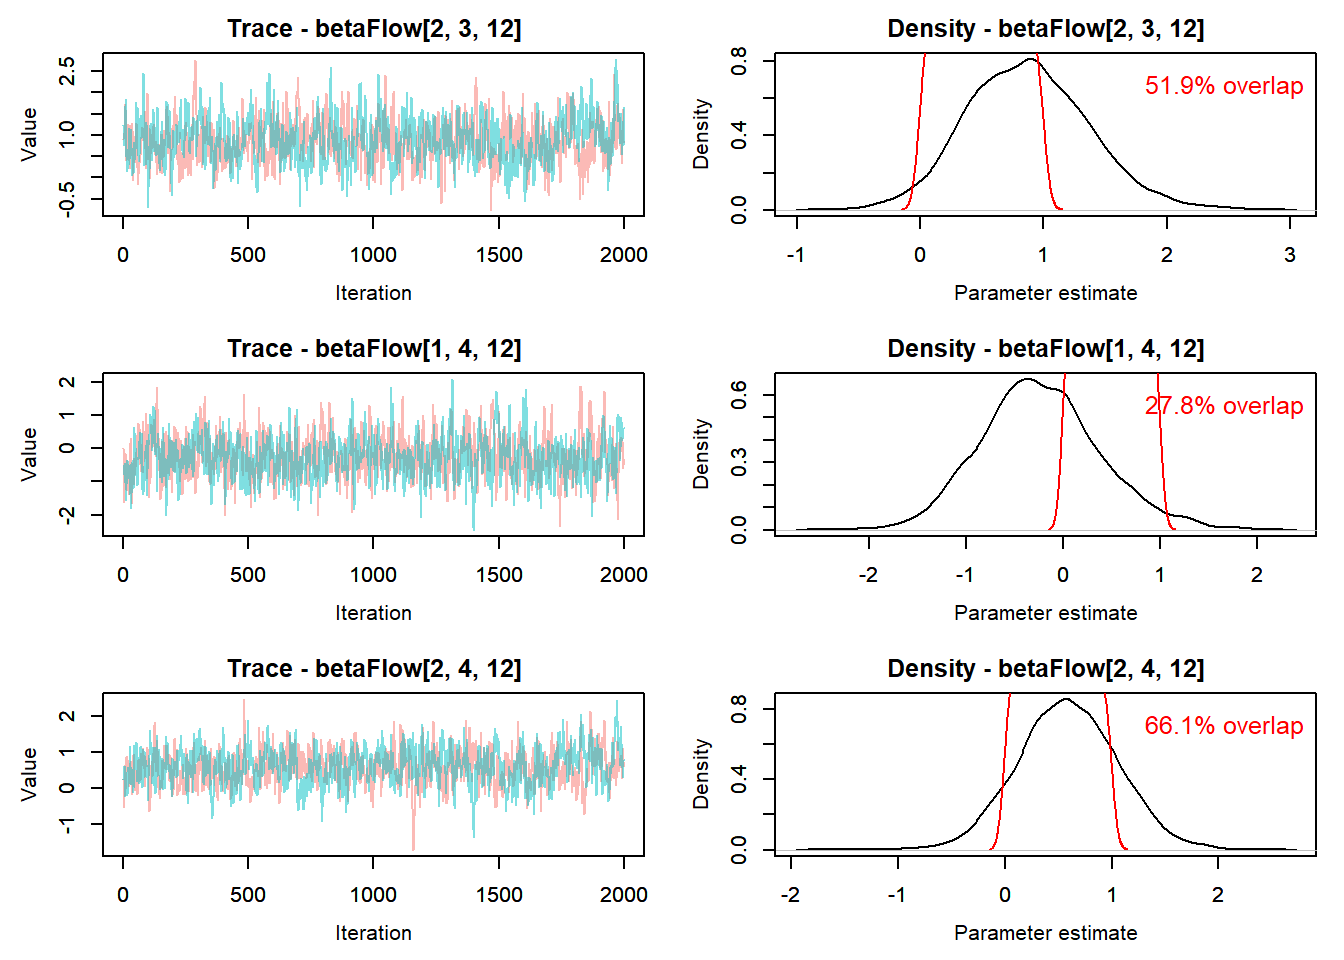 Trace - betaFlow[2, 3, 12]
Value
2.5
1.0
-0.5
0 500 1000 1500 2000
Iteration
Density - betaFlow[2, 3, 12]
Density
0.8
0.4
0.0
51.9% overlap
-1 0 1 2 3
Parameter estimate
Trace - betaFlow[1, 4, 12]
Value
2
1
0
-2
0 500 1000 1500 2000
Iteration
Density - betaFlow[1, 4, 12]
Density
0.6
0.3
0.0
27.8% overlap
-2 -1 0 1 2
Parameter estimate
Trace - betaFlow[2, 4, 12]
Value
2
1
0
-1
0 500 1000 1500 2000
Iteration
Density - betaFlow[2, 4, 12]
Density
0.8
0.4
0.0
66.1% overlap
-2 -1 0 1 2
Parameter estimate